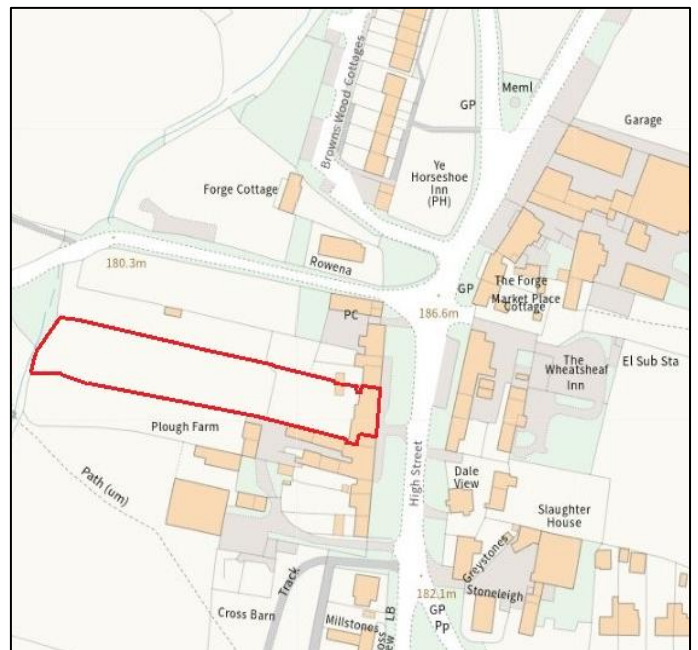 Browns Wood Cottages
Meml
GP
Garage
Ye
Horseshoe
Inn
(PH)
Forge Cottage
180.3m
Rowena
GP
The Forge
Market Place
Cottage
PC
186.6m
The
Wheatsheaf
Inn
El Sub Sta
Plough Farm
High Street
Path (um)
Dale
View
Slaughter
House
Greystones
Stoneleigh
Track
182.1m
GP
Pp
Cross Barn
Millstones
LB